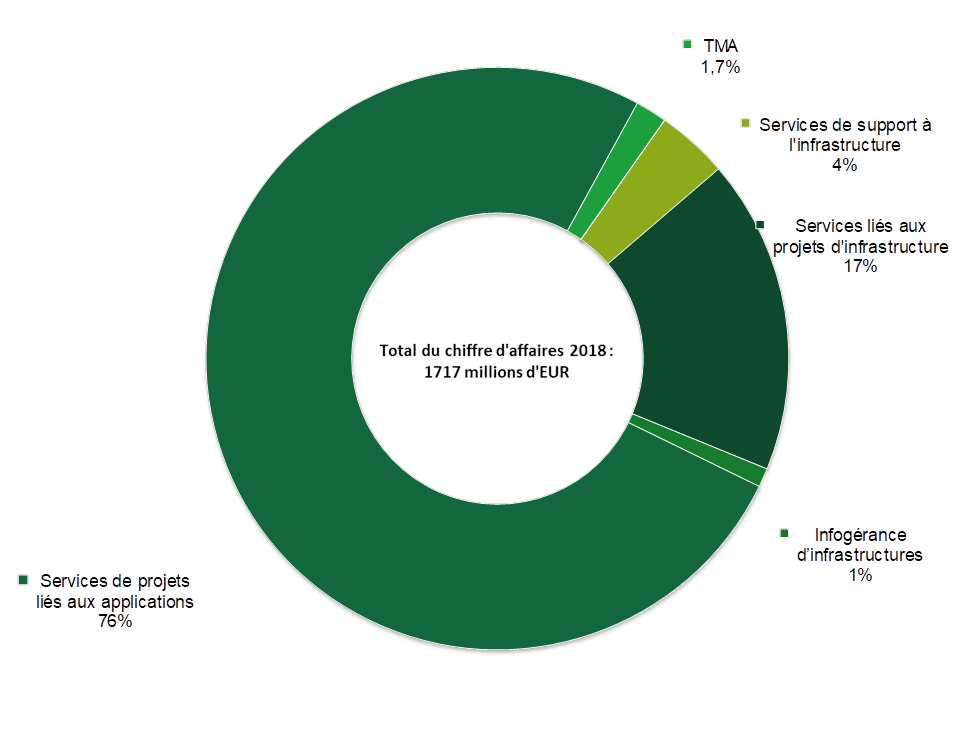 TMA
1,7%
Services de support à
l'infrastructure
4%
Services liés aux
projets d'infrastructure
17%
Total du chiffre d'affaires 2018 :
1717 millions d'EUR
Infogérance
d’infrastructures
1%
Services de projets
liés aux applications
76%